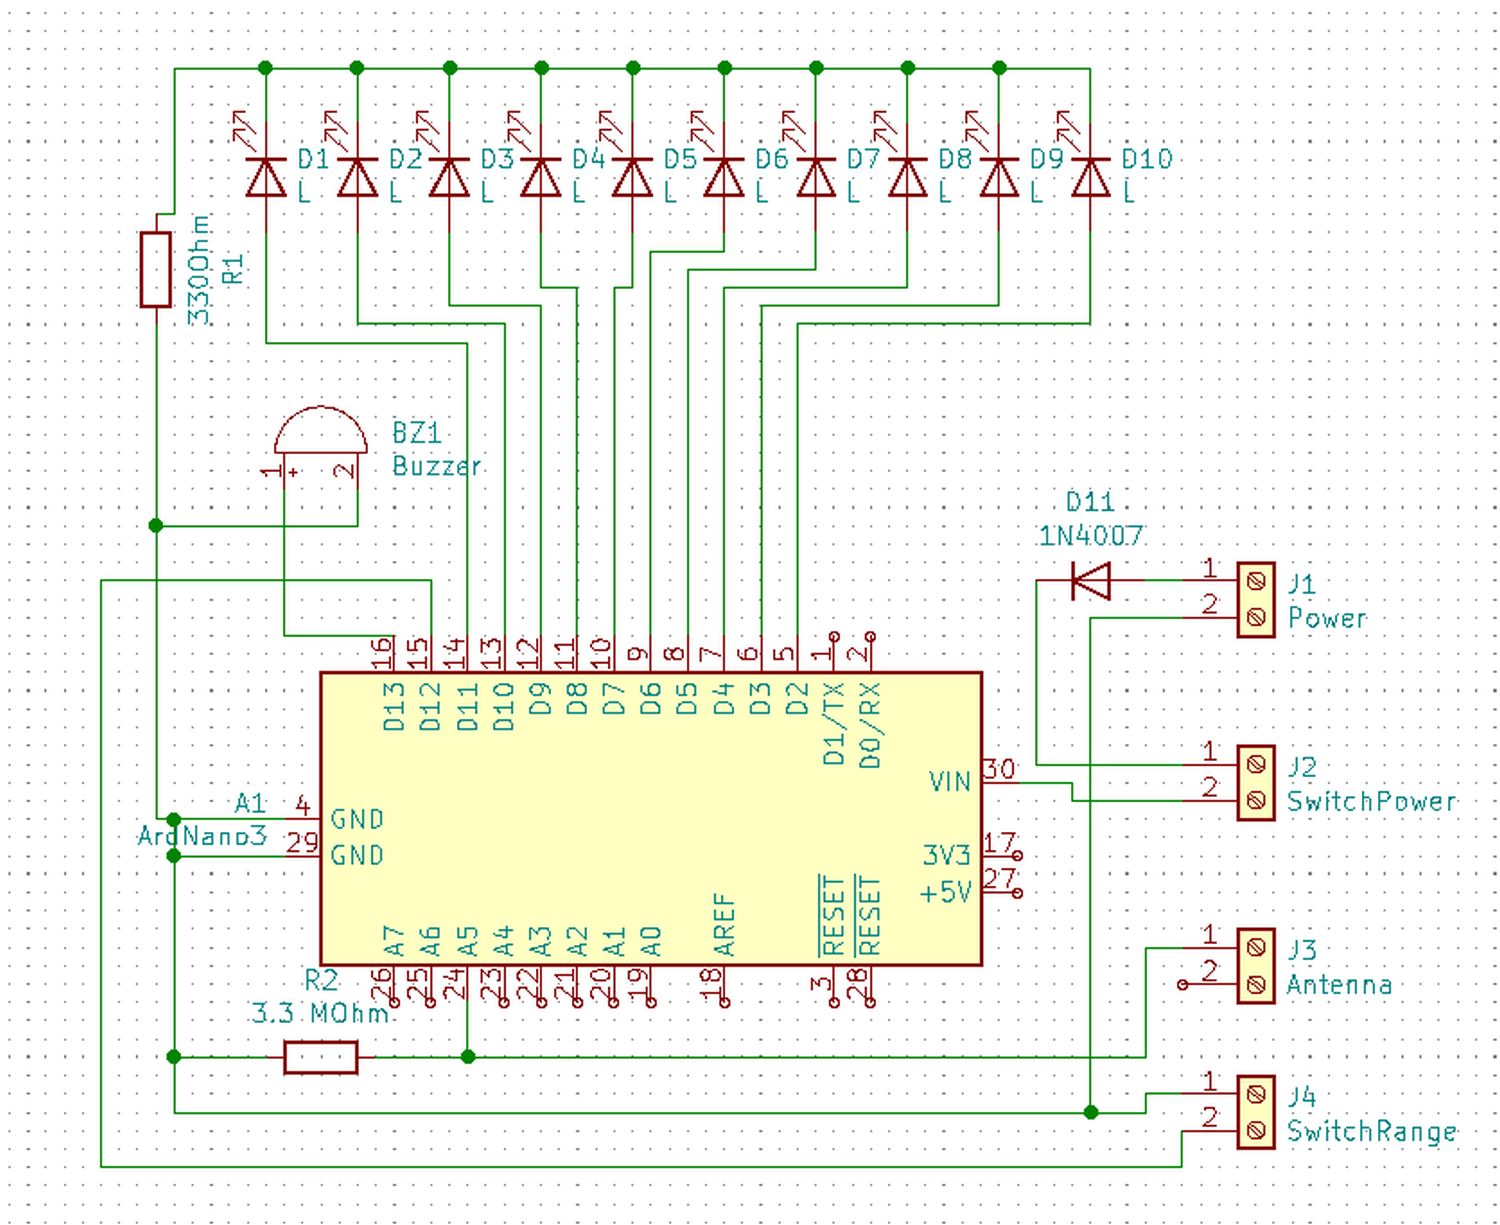 D1
L
D2
L
D3
L
D4
L
D5
L
D6
L
D7
L
D8
L
D9
L
D10
L
330Ohm
R1
BZ1
Buzzer
1
+
2
D11
1N4007
1
2
J1
Power
16
15
14
13
12
11
10
9
8
7
6
5
1
2
D13
D12
D11
D10
D9
D8
D7
D6
D5
D4
D3
D2
D1/TX
D0/RX
VIN
30
1
2
J2
SwitchPower
A1
ArdNano3
4
GND
29
GND
3V3
17
+5V
27
A7
A6
A5
A4
A3
A2
A1
A0
AREF
RESET
RESET
26
25
24
23
22
21
20
19
18
3
28
1
2
J3
Antenna
R2
3.3 MOhm
1
2
J4
SwitchRange